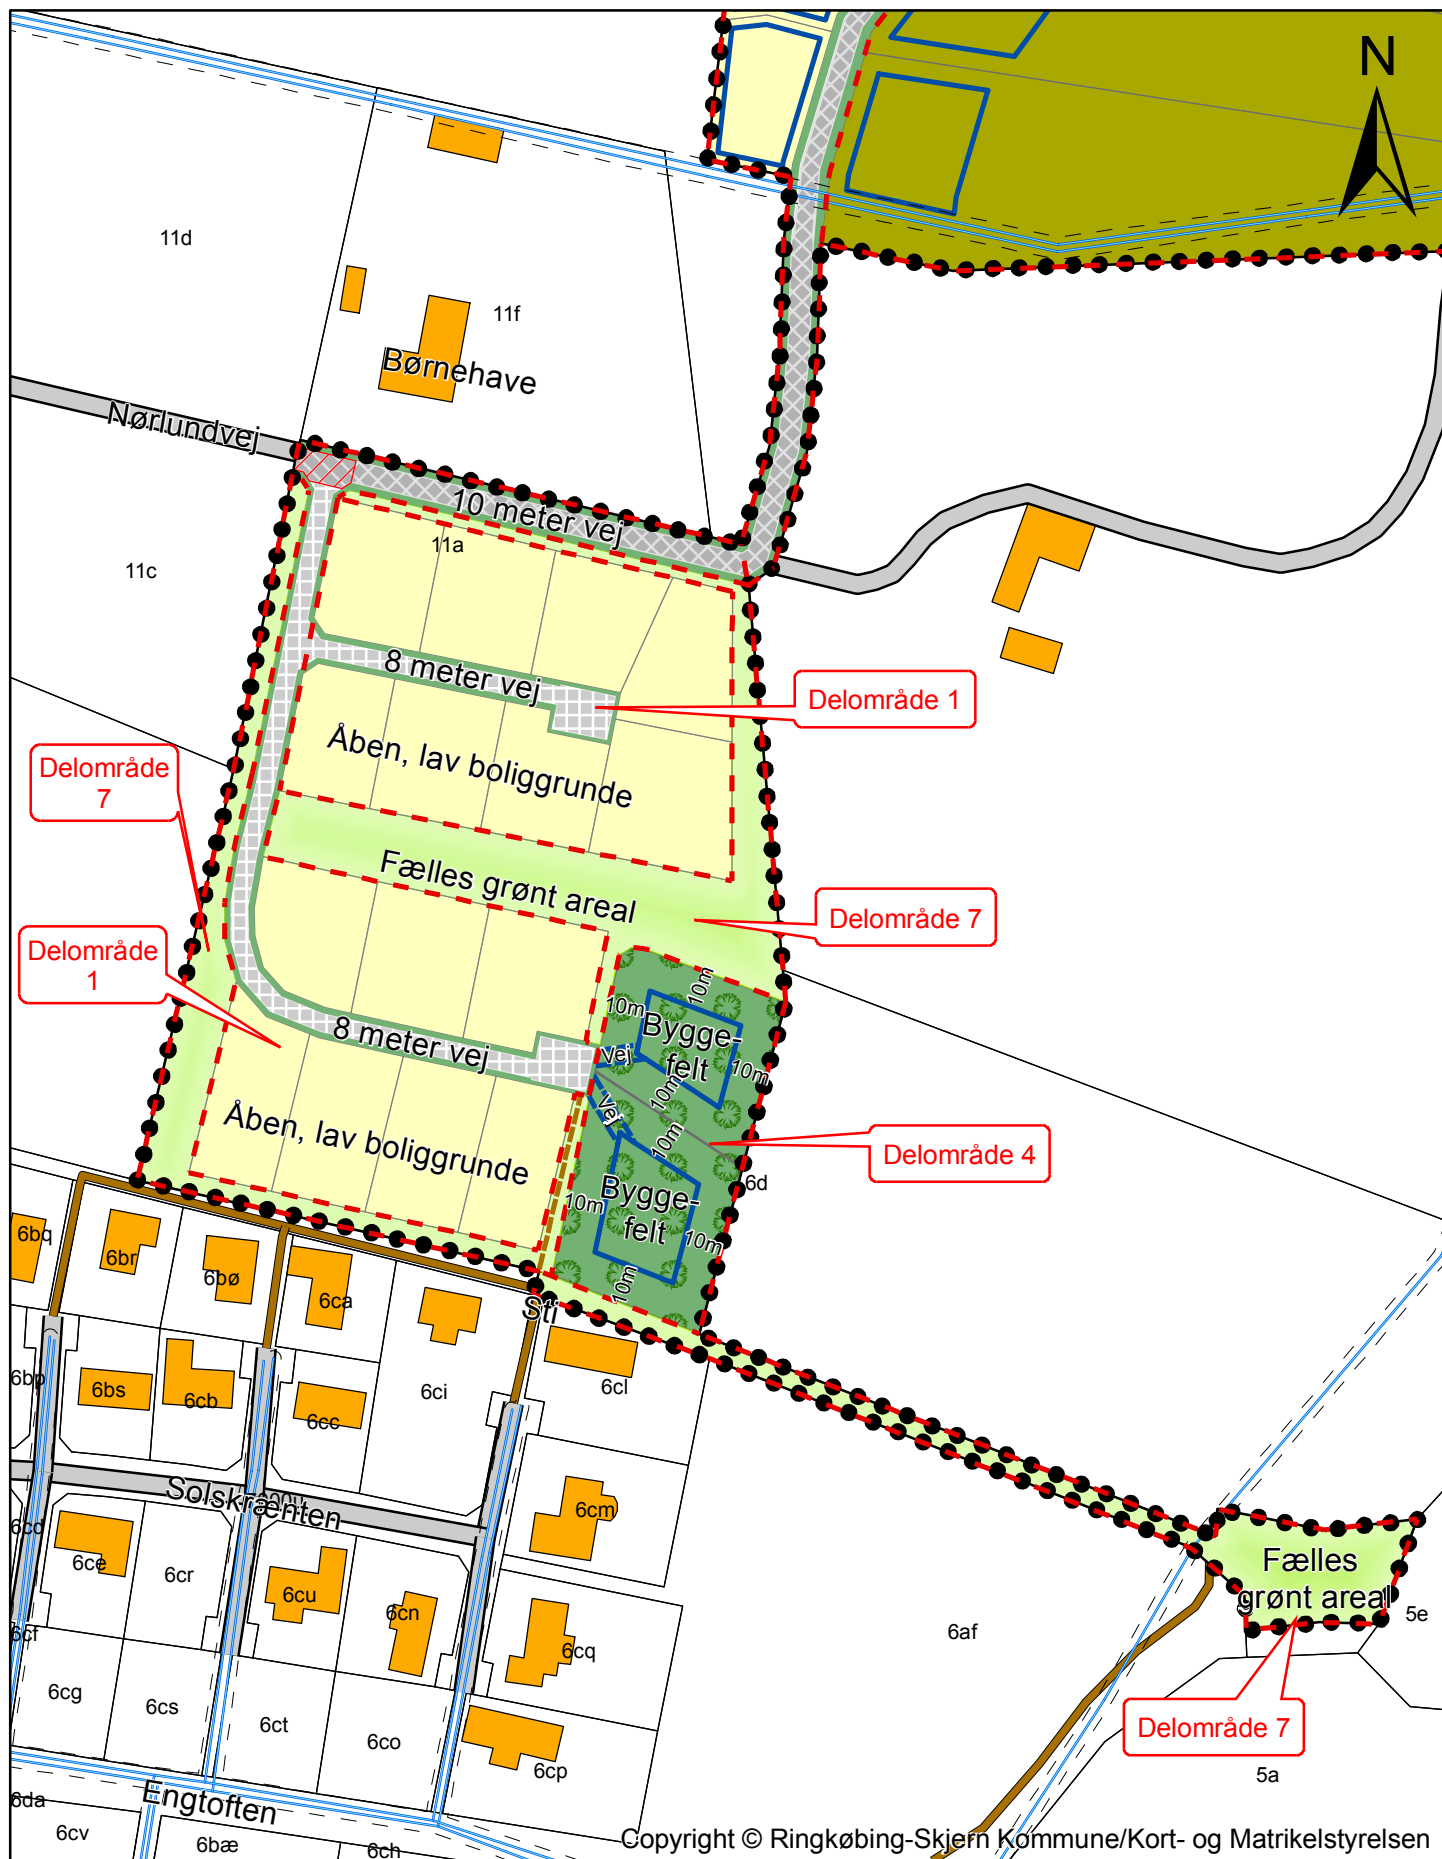 N
11d
11f
Børnehave
Nørlundvej
10 meter vej
11a
11c
8 meter vej
Delområde 1
Åben, lav boliggrunde
Delområde
7
Fælles grønt areal
Delområde 7
Delområde
1
10m
10m
Bygge-
felt
8 meter vej
Vej
10m
10m
Vej
10m
Åben, lav boliggrunde
Delområde 4
6d
Bygge-
felt
10m
10m
10m
Sti
6bq
6br
6bø
6ca
6bp
6bs
6cb
6cc
6ci
6cl
Solskrænten
6cm
6cd
6ce
6cr
6cu
6cn
6cf
6cq
6cg
6cs
6ct
6co
6cp
Fælles
grønt areal
5e
6af
Delområde 7
5a
Engtoften
6da
6cv
6bæ
6ch
Copyright © Ringkøbing-Skjern Kommune/Kort- og Matrikelstyrelsen